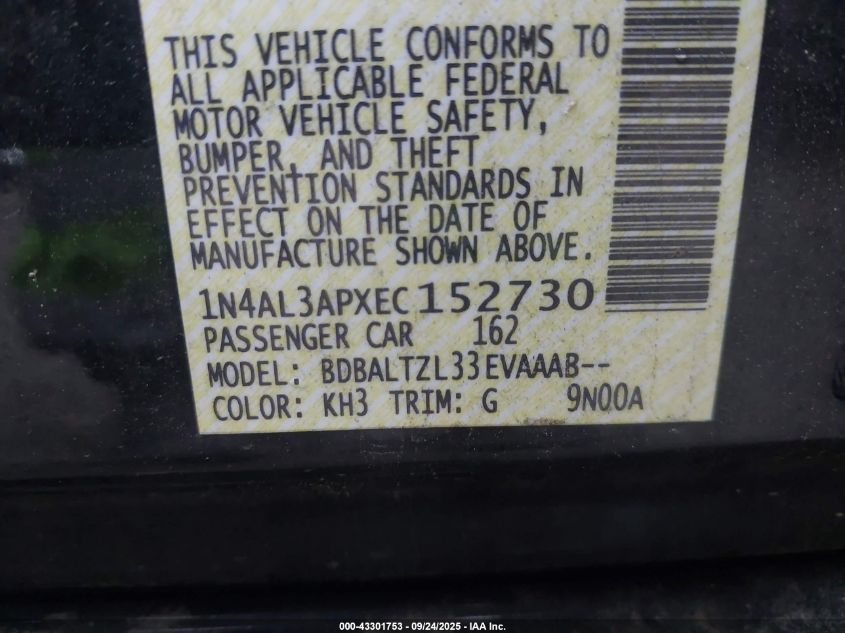 THIS VEHICLE CONFORMS TO
ALL APPLICABLE FEDERAL
MOTOR VEHICLE SAFETY,
BUMPER, AND THEFT
PREVENTION STANDARDS IN
EFFECT ON THE DATE OF
MANUFACTURE SHOWN ABOVE.
1N4AL3APXEC152730
PASSENGER CAR 162
MODEL: BDBALTZL33EVAAAB--
COLOR: KH3 TRIM: G 9N00A
000-43301753 - 09/24/2025 - IAA Inc.